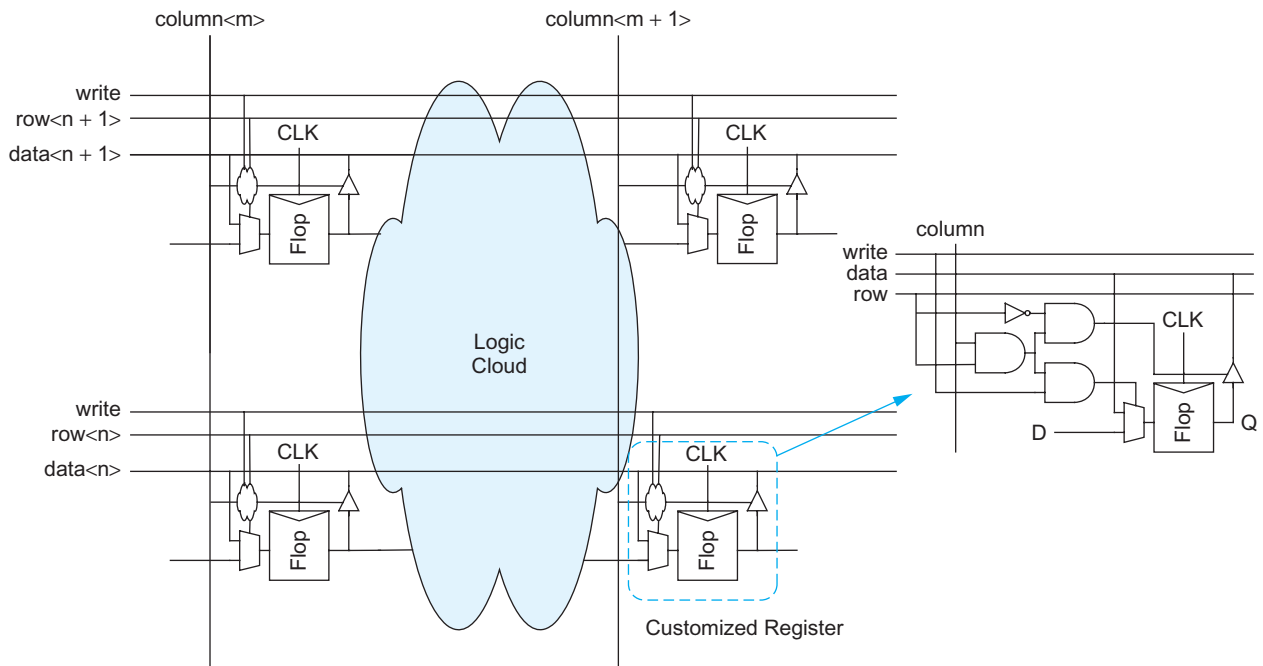 column<m>
column<m + 1>
write
row<n + 1>
data<n + 1>
CLK
CLK
Flop
Flop
column
write
data
row
CLK
D
Flop
Q
Logic
Cloud
write
row<n>
data<n>
CLK
CLK
Flop
Flop
Customized Register